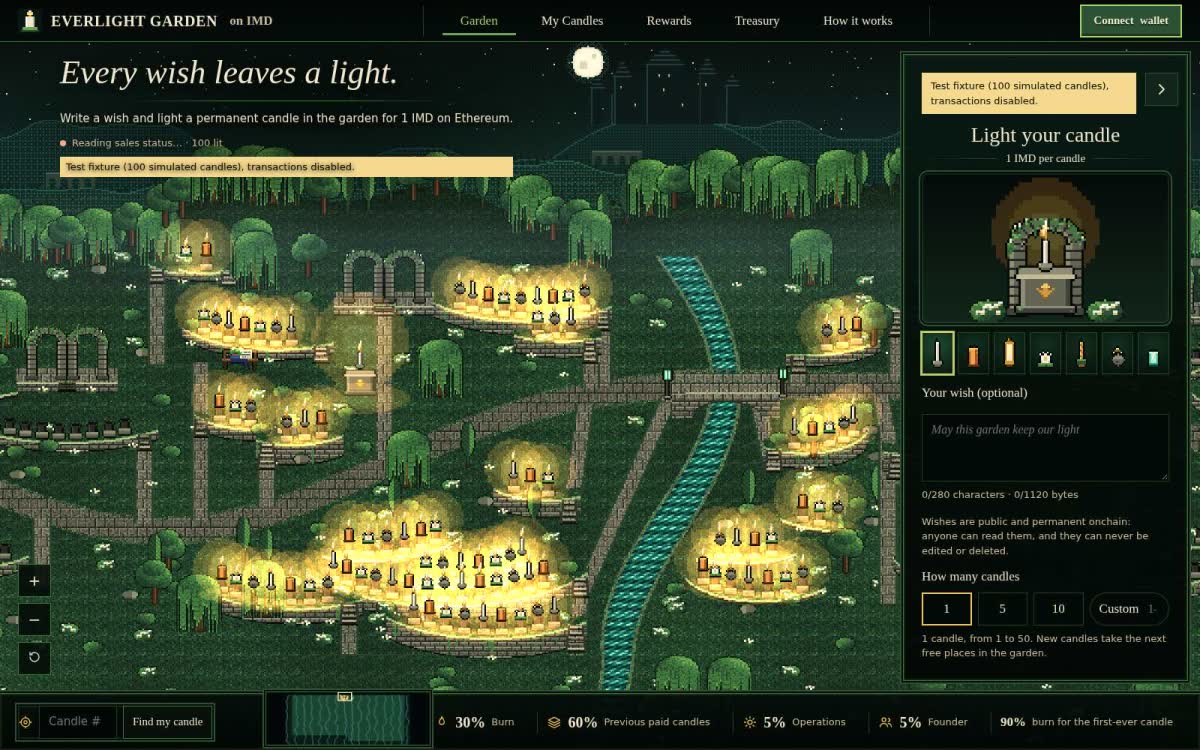 EVERLIGHT GARDEN on IMD
Garden
My Candles
Rewards
Treasury
How it works
Connect wallet
Every wish leaves a light.
Write a wish and light a permanent candle in the garden for 1 IMD on Ethereum.
Reading sales status... · 100 lit
Test fixture (100 simulated candles), transactions disabled.
Test fixture (100 simulated candles),
transactions disabled.
Light your candle
1 IMD per candle
Your wish (optional)
May this garden keep our light
0/280 characters · 0/1120 bytes
Wishes are public and permanent onchain:
anyone can read them, and they can never be
edited or deleted.
How many candles
1
5
10
Custom 1-
1 candle, from 1 to 50. New candles take the next
free places in the garden.
+
−
Candle #
Find my candle
30% Burn
60% Previous paid candles
5% Operations
5% Founder
90% burn for the first-ever candle